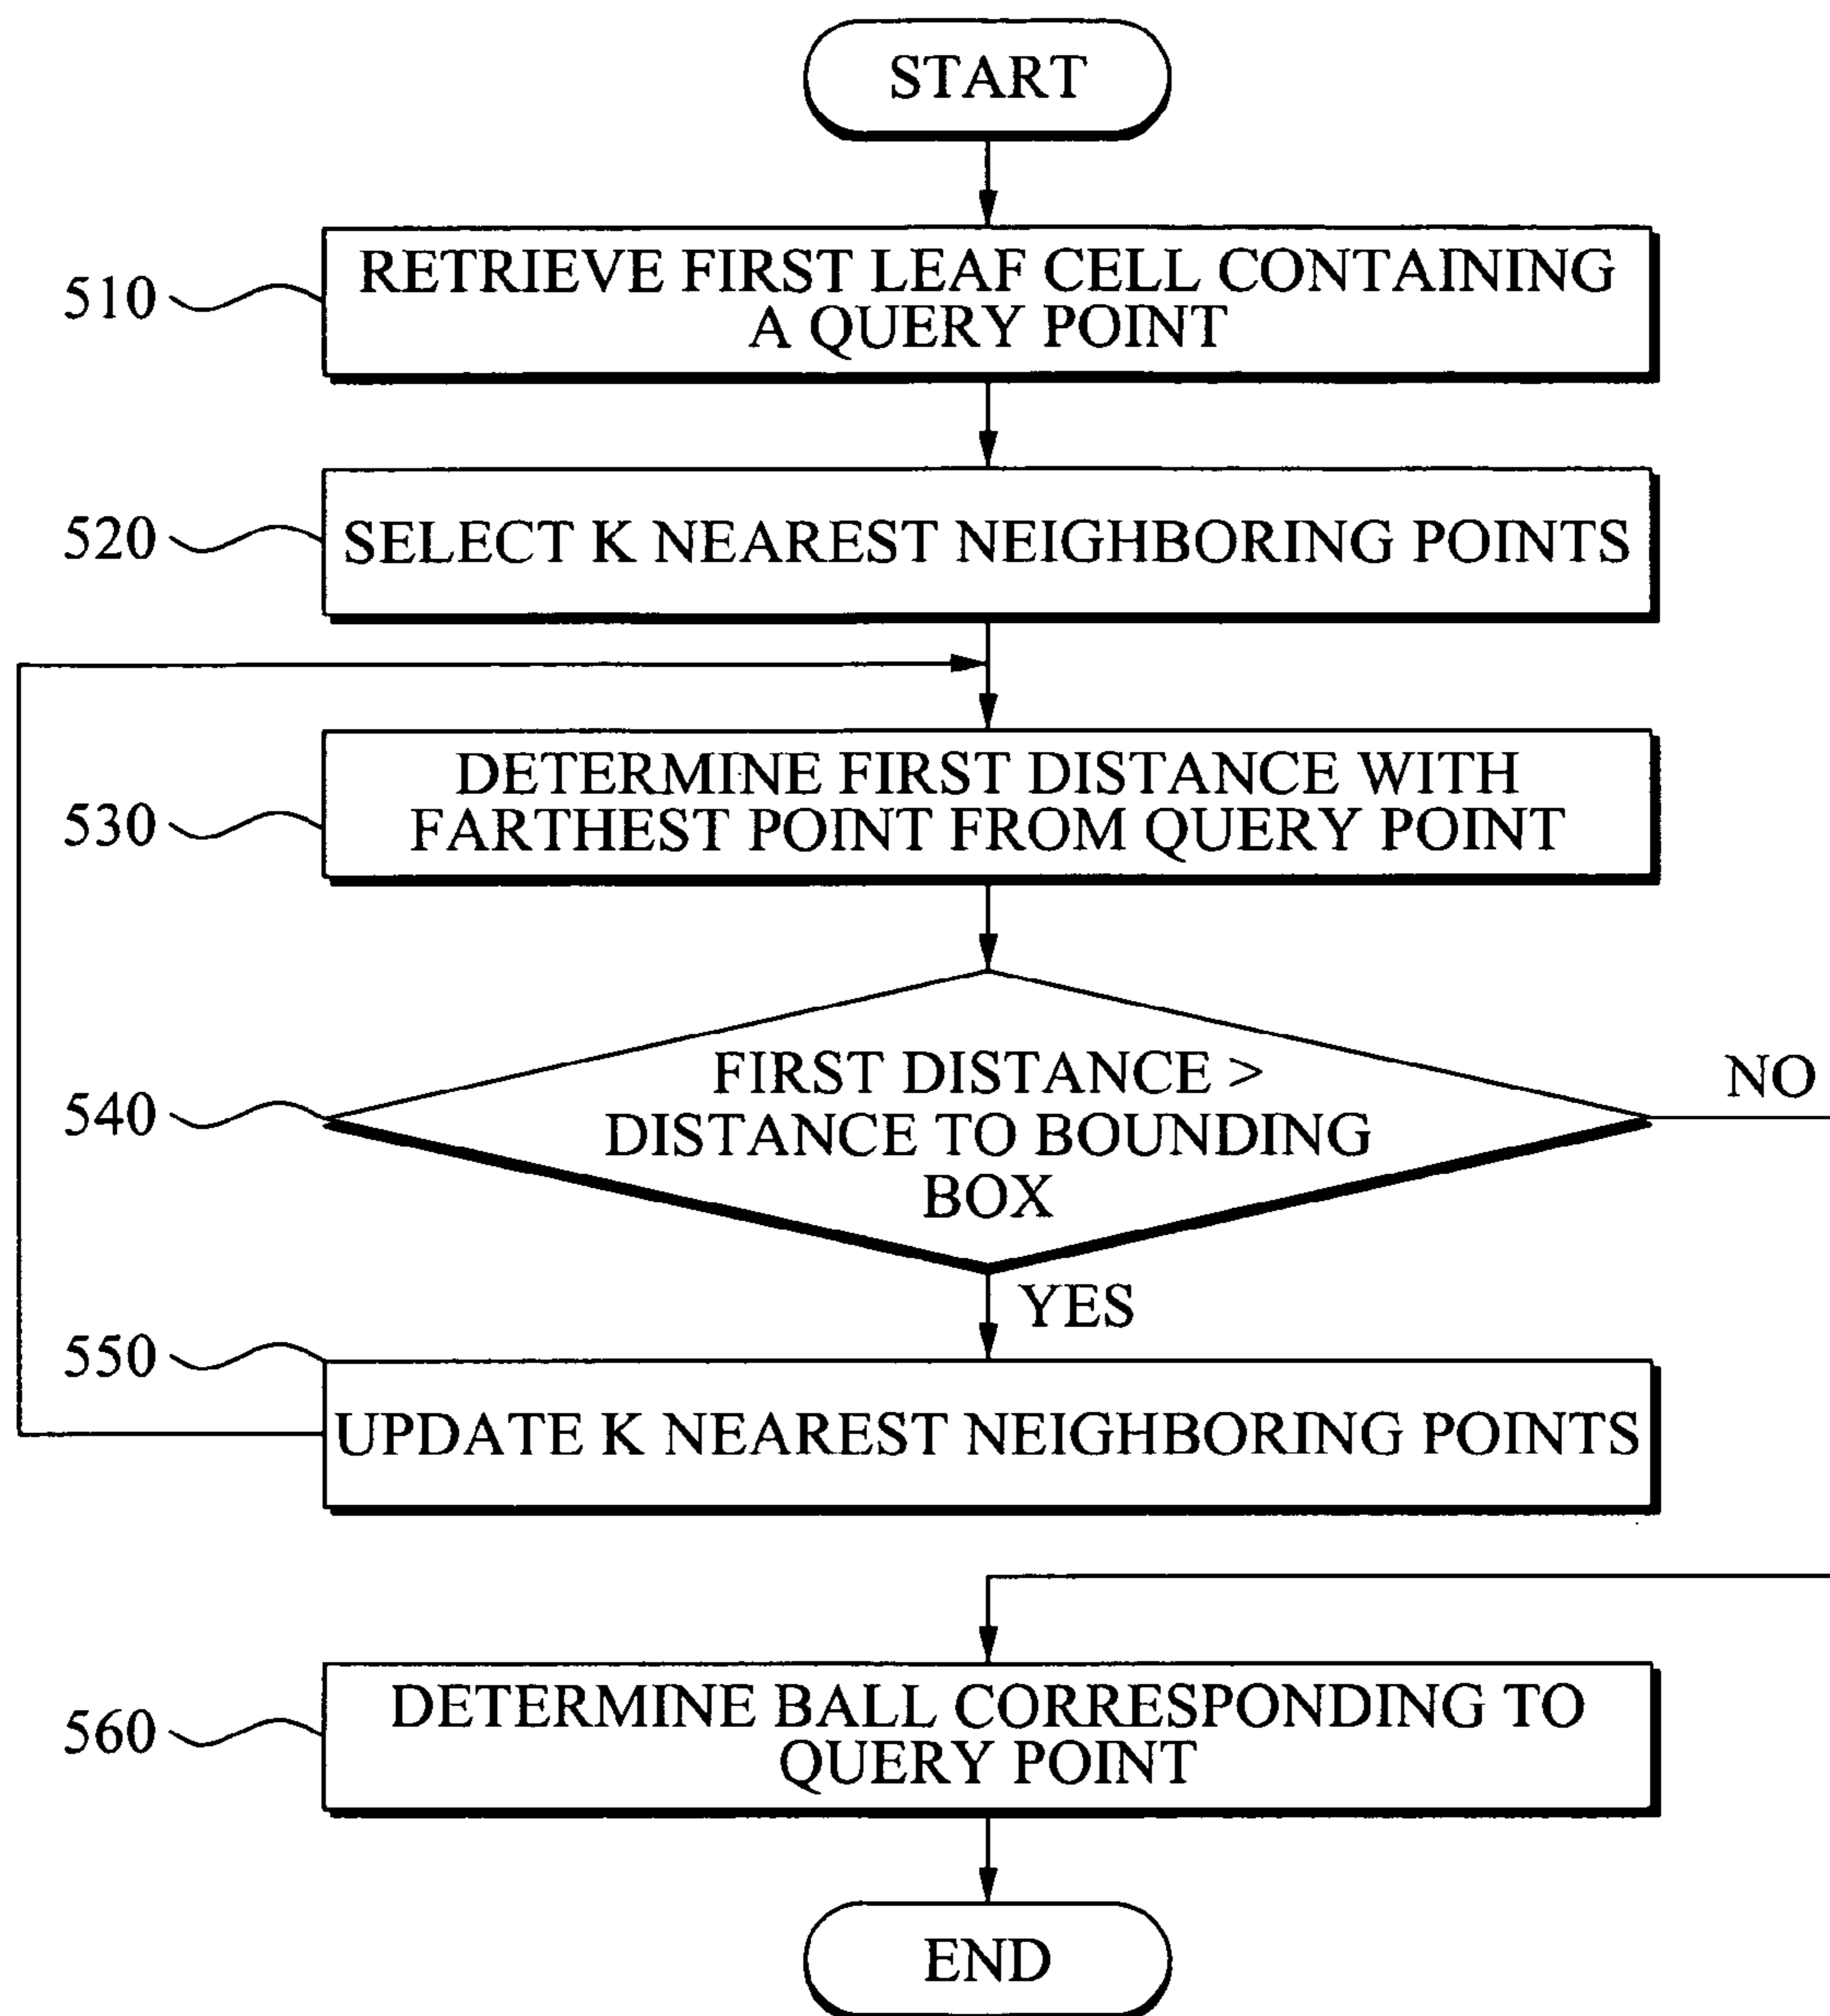 START
510
RETRIEVE FIRST LEAF CELL CONTAINING
A QUERY POINT
520
SELECT K NEAREST NEIGHBORING POINTS
530
DETERMINE FIRST DISTANCE WITH
FARTHEST POINT FROM QUERY POINT
540
FIRST DISTANCE >
DISTANCE TO BOUNDING
BOX
NO
YES
550
UPDATE K NEAREST NEIGHBORING POINTS
560
DETERMINE BALL CORRESPONDING TO
QUERY POINT
END